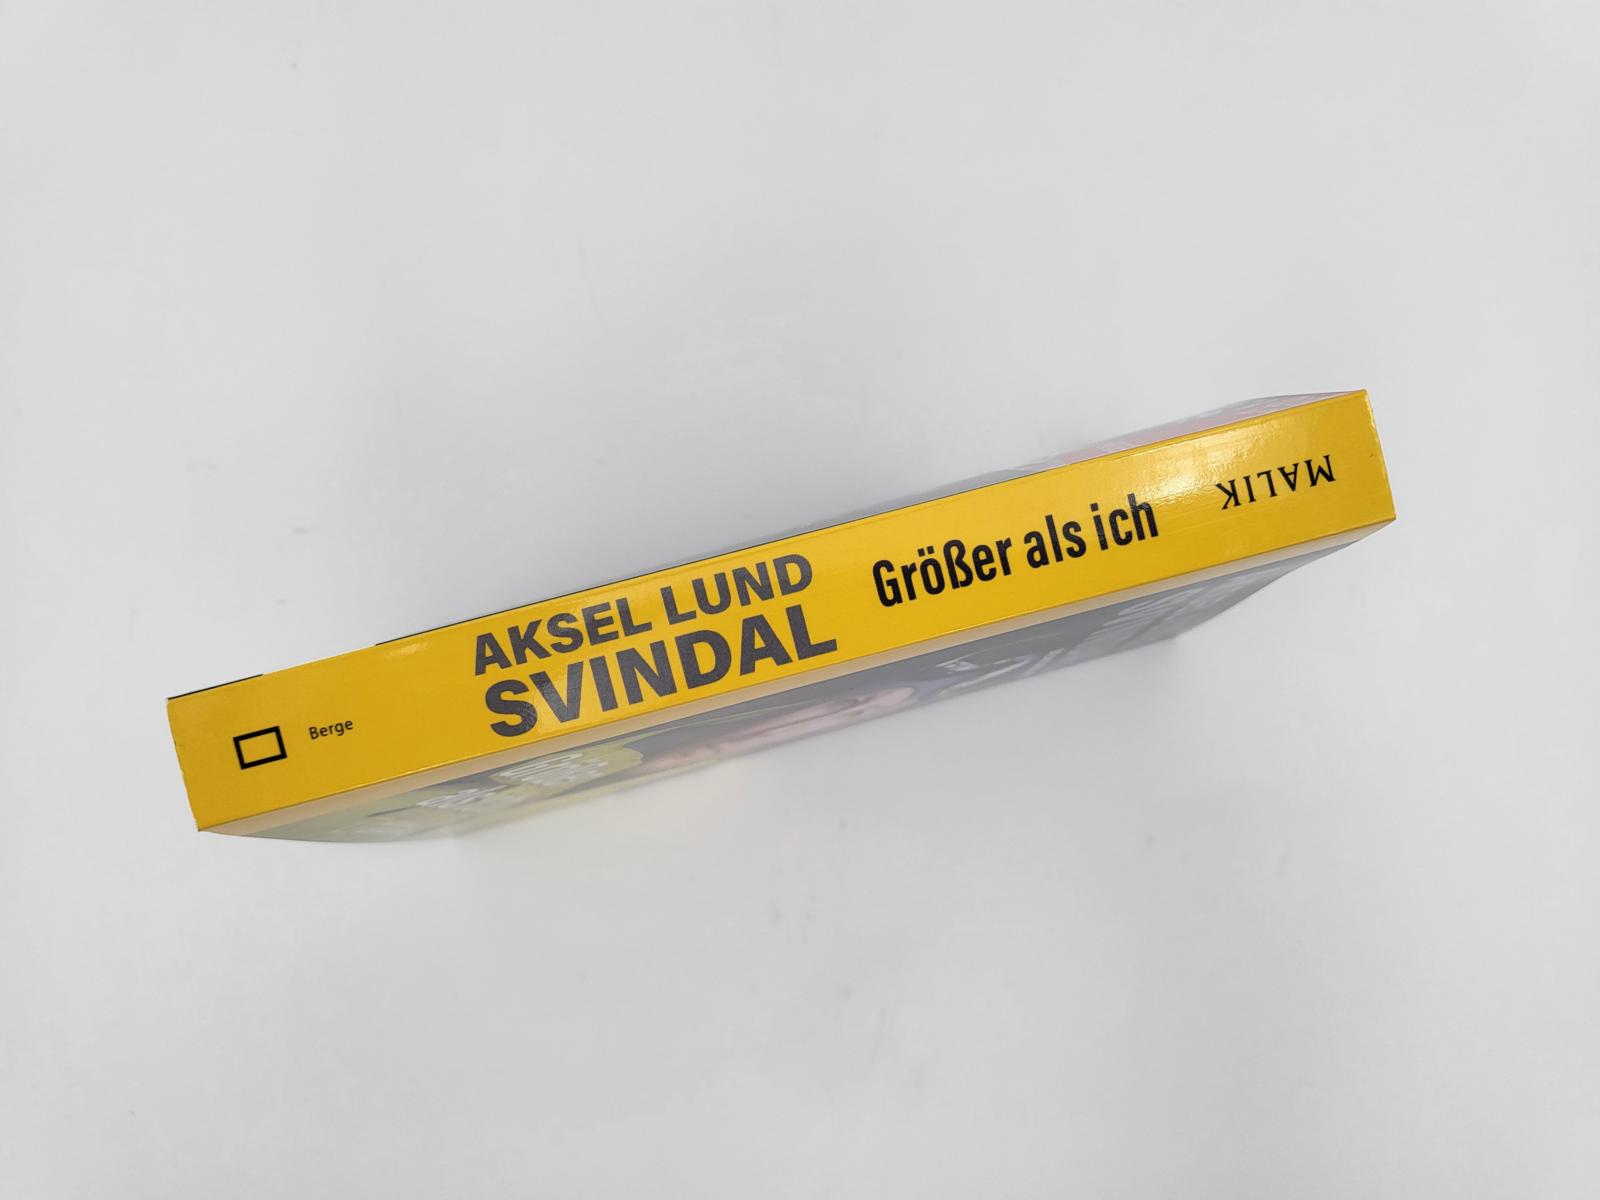 Berge
AKSEL LUND
SVINDAL
Größer als ich
MALIK